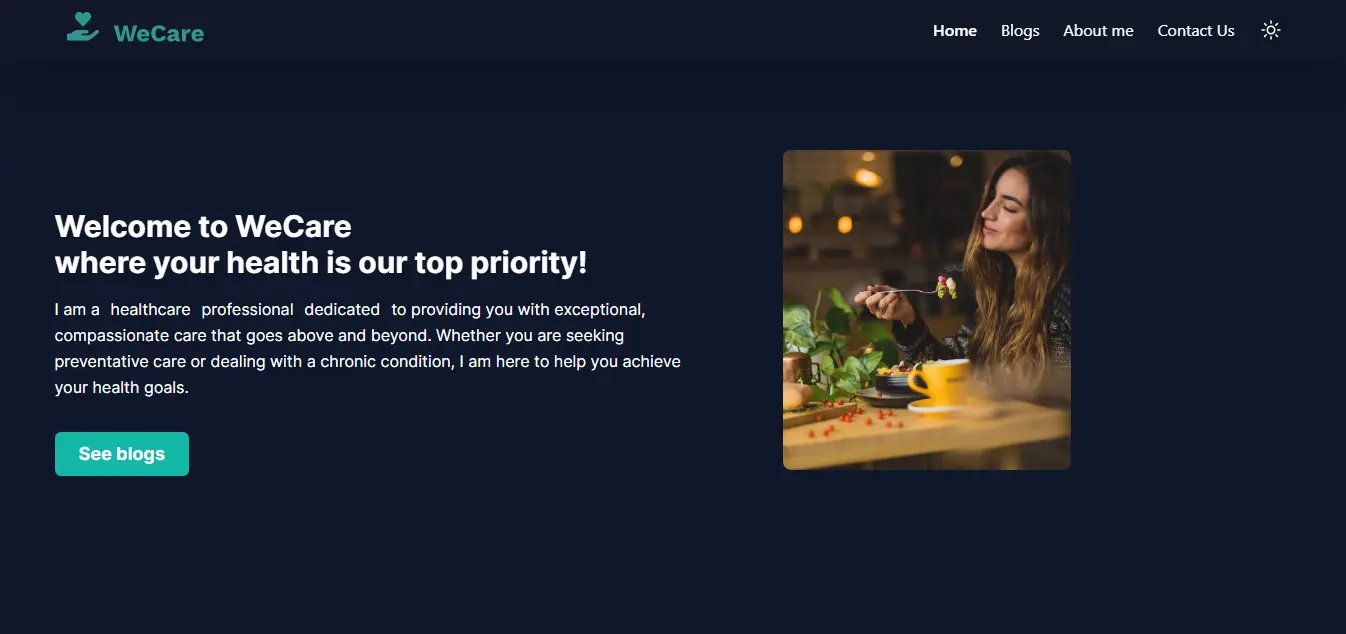 WeCare
Home Blogs About me Contact Us
Welcome to WeCare
where your health is our top priority!
I am a healthcare professional dedicated to providing you with exceptional,
compassionate care that goes above and beyond. Whether you are seeking
preventative care or dealing with a chronic condition, I am here to help you achieve
your health goals.
See blogs